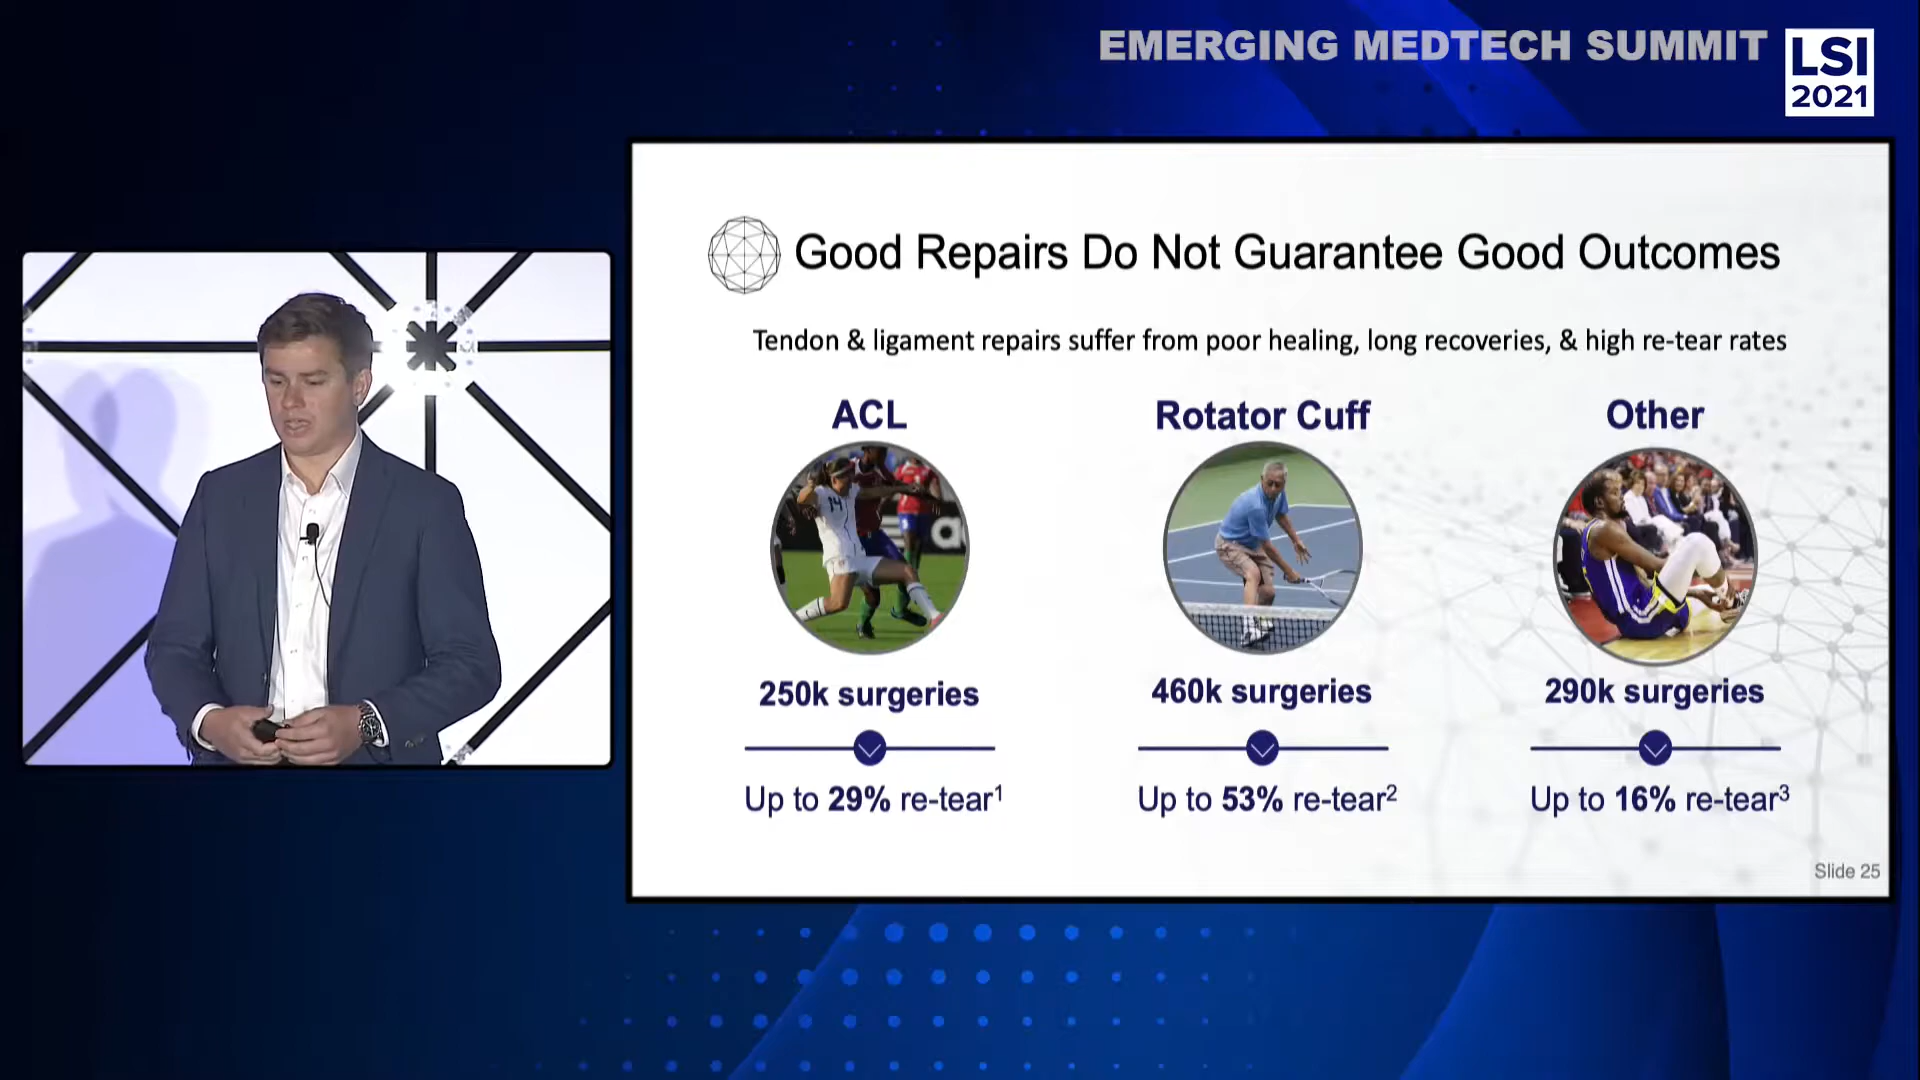 EMERGING MEDTECH SUMMIT
LSI
2021
Good Repairs Do Not Guarantee Good Outcomes
Tendon & ligament repairs suffer from poor healing, long recoveries, & high re-tear rates
ACL
Rotator Cuff
Other
14
250k surgeries
460k surgeries
290k surgeries
Up to 29% re-tear¹
Up to 53% re-tear²
Up to 16% re-tear³
Slide 25